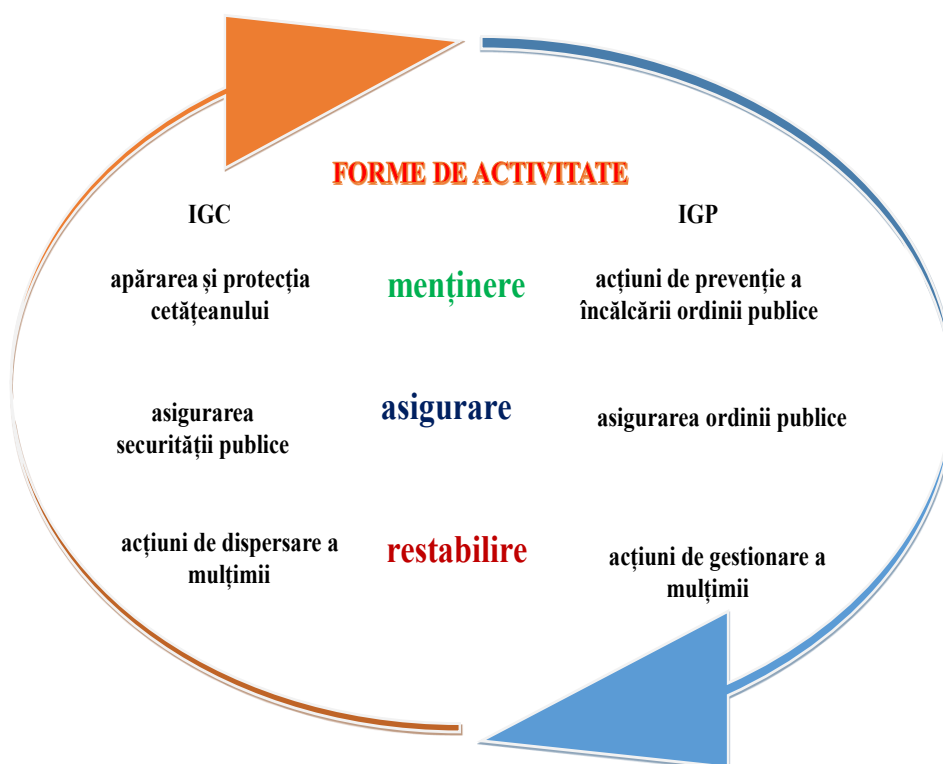 FORME DE ACTIVITATE
IGC
IGP
apărarea și protecția
cetățeanului
menținere
acțiuni de prevenție a
încălcării ordinii publice
asigurarea
securității publice
asigurare
asigurarea ordinii publice
acțiuni de dispersare a
mulțimii
restabilire
acțiuni de gestionare a
mulțimii